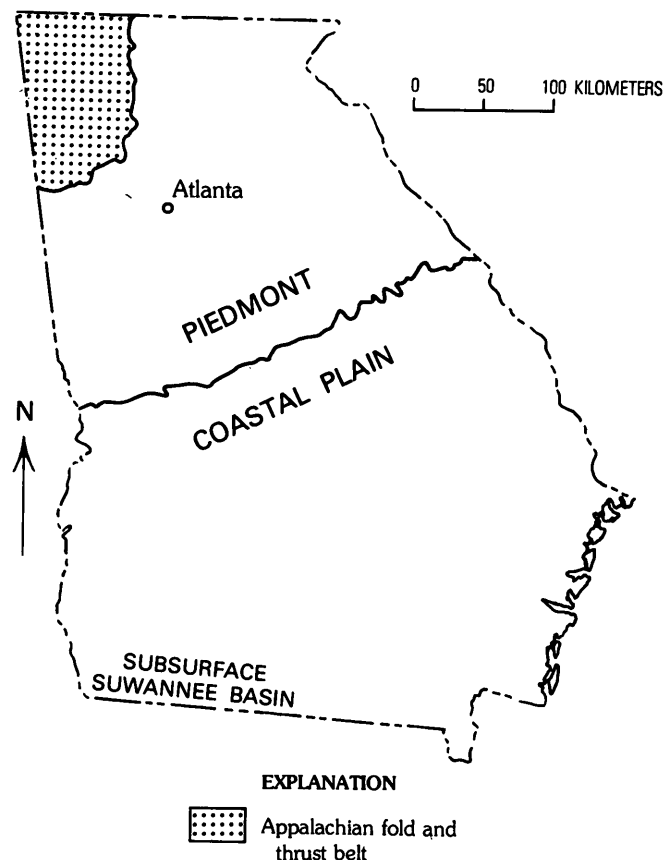 0 50 100 KILOMETERS
Atlanta
PIEDMONT
COASTAL PLAIN
N
SUBSURFACE
SUWANNEE BASIN
EXPLANATION
Appalachian fold and
thrust belt